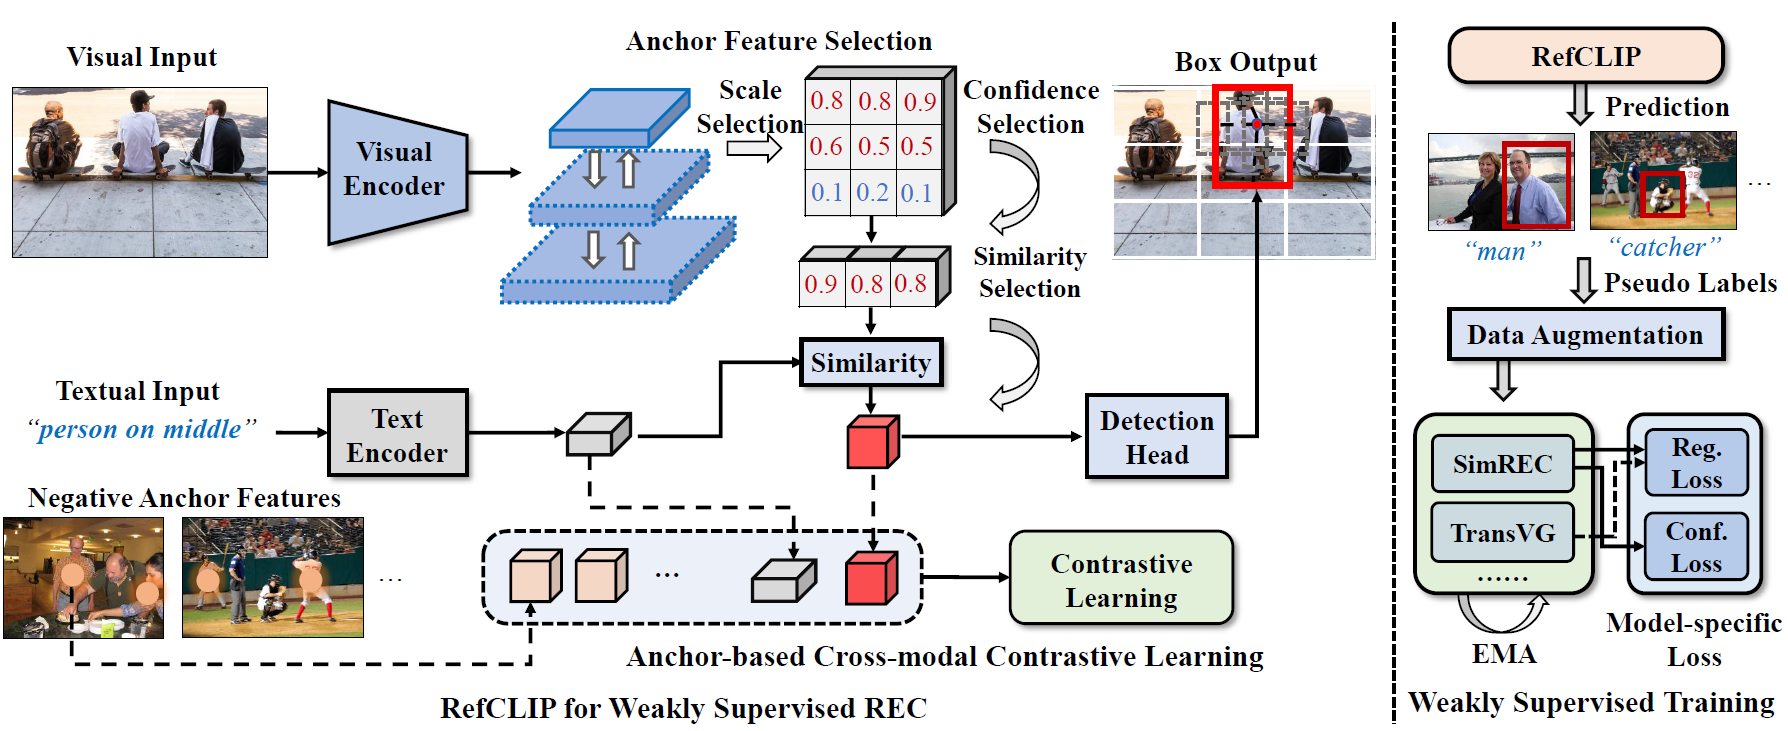 Visual Input
Visual
Encoder
Anchor Feature Selection
Scale
Selection
0.8 0.8 0.9
0.6 0.5 0.5
0.1 0.2 0.1
Confidence
Selection
0.9 0.8 0.8
Similarity
Selection
Similarity
Box Output
Textual Input
“person on middle”
Text
Encoder
Detection
Head
Negative Anchor Features
...
...
Contrastive
Learning
Anchor-based Cross-modal Contrastive Learning
RefCLIP for Weakly Supervised REC
RefCLIP
Prediction
...
“man”
“catcher”
Pseudo Labels
Data Augmentation
SimREC
TransVG
......
Reg.
Loss
Conf.
Loss
EMA
Model-specific
Loss
Weakly Supervised Training